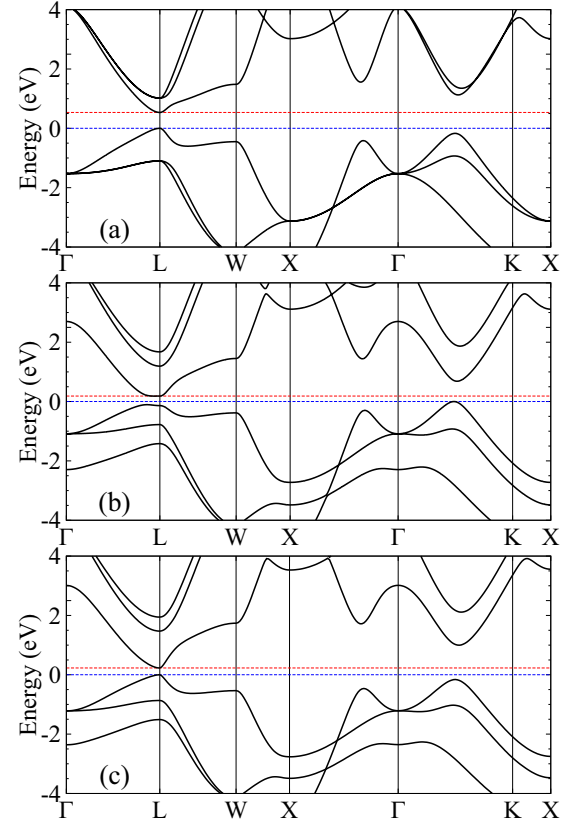 4
2
0
-2
-4
Energy (eV)
(a)
Γ L W X Γ K X
4
2
0
-2
-4
Energy (eV)
(b)
Γ L W X Γ K X
4
2
0
-2
-4
Energy (eV)
(c)
Γ L W X Γ K X